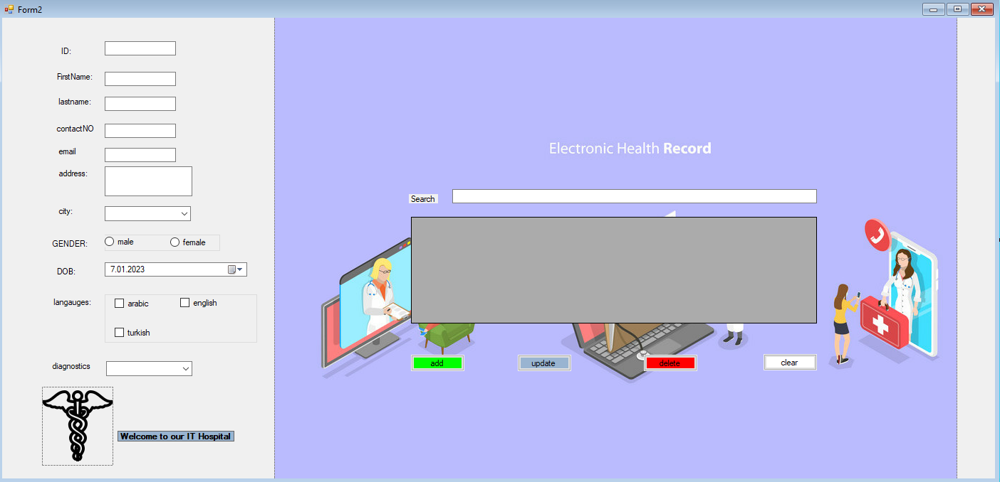 Form2
ID:
FirstName:
lastname:
contactNO
email
address:
city:
GENDER:
male
female
DOB:
7.01.2023
langauges:
arabic
english
turkish
diagnostics
Welcome to our IT Hospital
Electronic Health Record
Search
add
update
delete
clear